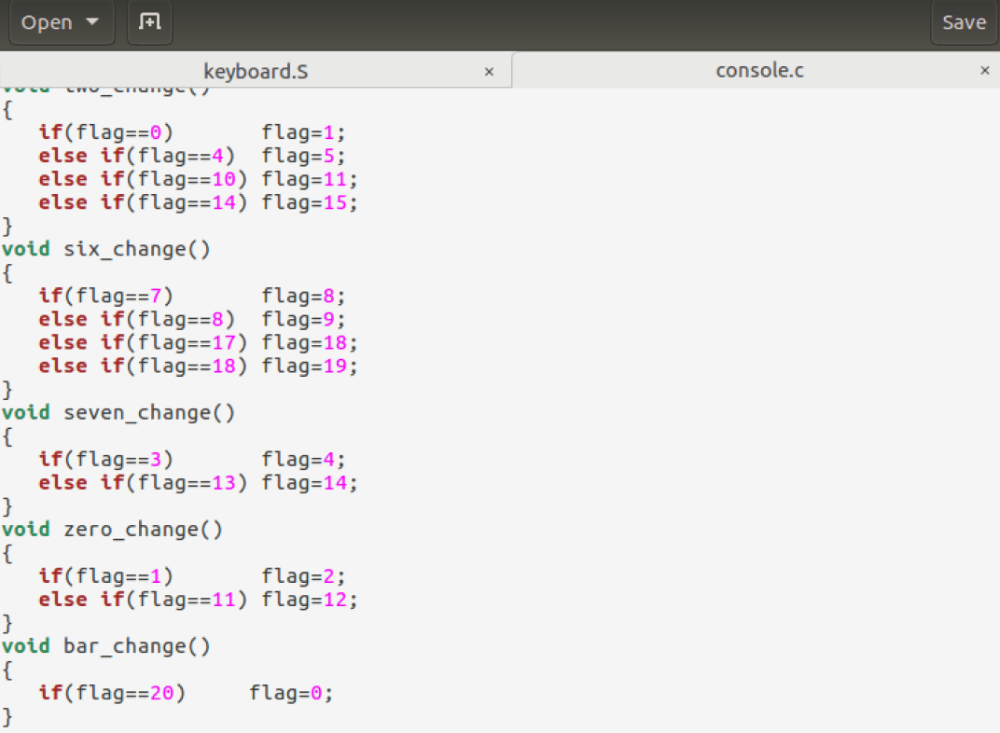 Open
Save
keyboard.S × console.c ×
void two_change()
{
   if(flag==0)       flag=1;
   else if(flag==4)  flag=5;
   else if(flag==10) flag=11;
   else if(flag==14) flag=15;
}
void six_change()
{
   if(flag==7)       flag=8;
   else if(flag==8)  flag=9;
   else if(flag==17) flag=18;
   else if(flag==18) flag=19;
}
void seven_change()
{
   if(flag==3)       flag=4;
   else if(flag==13) flag=14;
}
void zero_change()
{
   if(flag==1)       flag=2;
   else if(flag==11) flag=12;
}
void bar_change()
{
   if(flag==20)     flag=0;
}